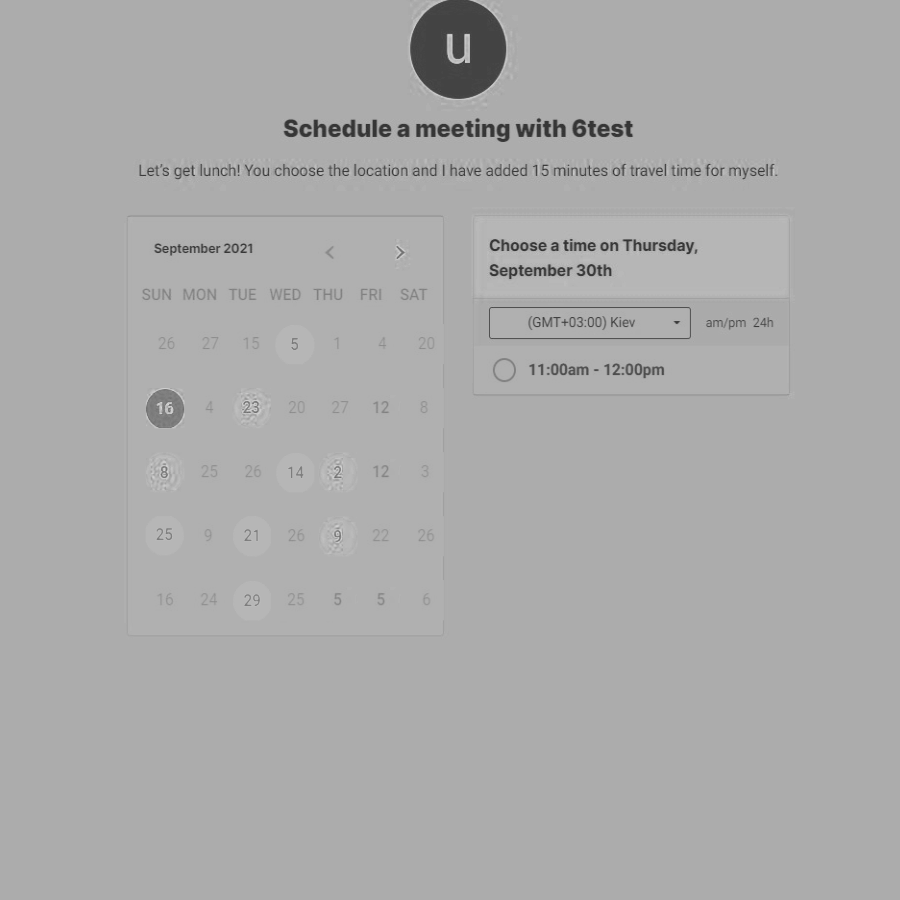 u
Schedule a meeting with 6test
Let's get lunch! You choose the location and I have added 15 minutes of travel time for myself.
September 2021
SUN MON TUE WED THU FRI SAT
26 27 15 5 1 4 20
16 4 23 20 27 12 8
8 25 26 14 2 12 3
25 9 21 26 9 22 26
16 24 29 25 5 5 6
Choose a time on Thursday,
September 30th
(GMT+03:00) Kiev am/pm 24h
11:00am - 12:00pm